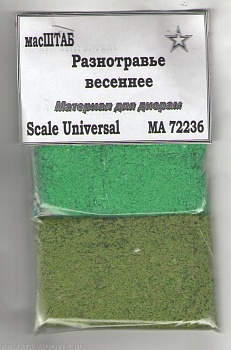 масШТАБ
Разнотравье
весеннее
Материал для диорам
Scale Universal MA 72236